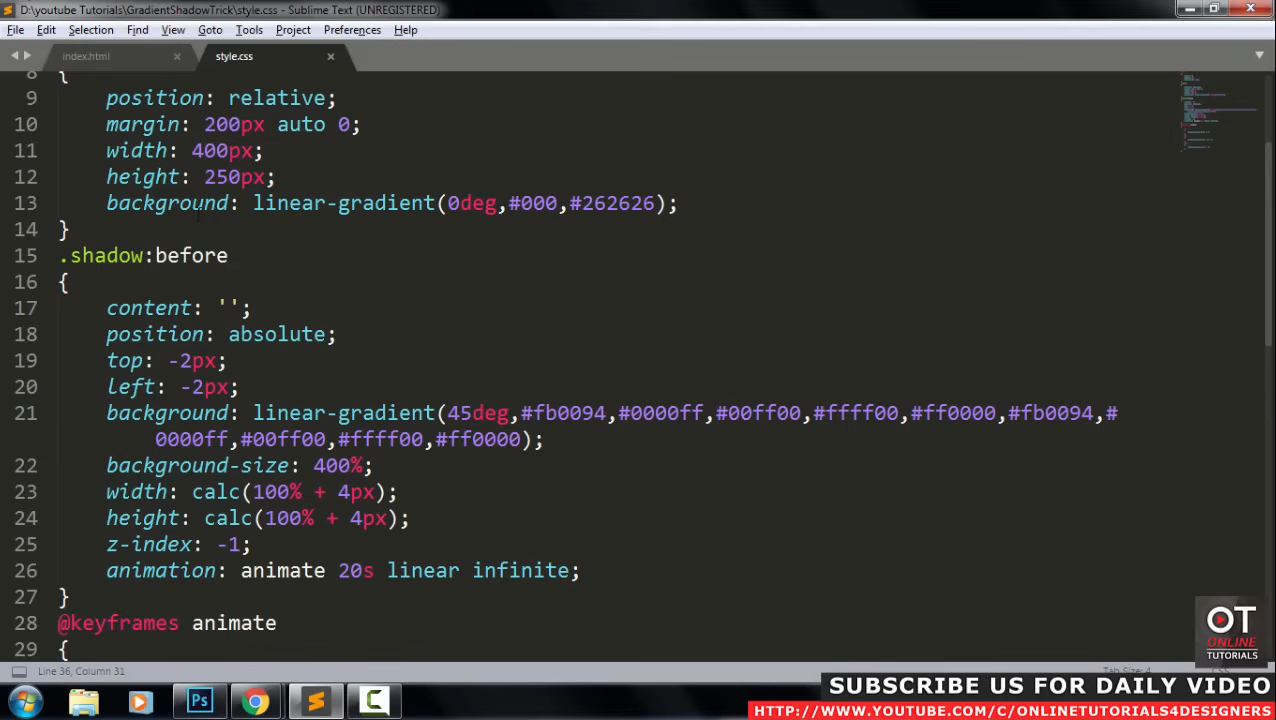 D:\youtube Tutorials\GradientShadowTrick\style.css - Sublime Text (UNREGISTERED)
File Edit Selection Find View Goto Tools Project Preferences Help
index.html × style.css ×
8 {
9 position: relative;
10 margin: 200px auto 0;
11 width: 400px;
12 height: 250px;
13 background: linear-gradient(0deg,#000,#262626);
14 }
15 .shadow:before
16 {
17 content: '';
18 position: absolute;
19 top: -2px;
20 left: -2px;
21 background: linear-gradient(45deg,#fb0094,#0000ff,#00ff00,#ffff00,#ff0000,#fb0094,#
0000ff,#00ff00,#ffff00,#ff0000);
22 background-size: 400%;
23 width: calc(100% + 4px);
24 height: calc(100% + 4px);
25 z-index: -1;
26 animation: animate 20s linear infinite;
27 }
28 @keyframes animate
29 {
OT
ONLINE
TUTORIALS
Line 36, Column 31
Ps
SUBSCRIBE US FOR DAILY VIDEO
HTTP://WWW.YOUTUBE.COM/C/ONLINETUTORIALS4DESIGNERS